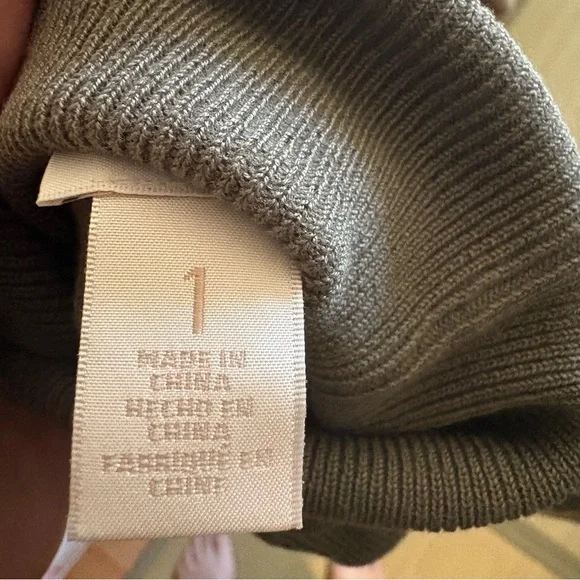 1
MADE IN
CHINA
HECHO EN
CHINA
FABRIQUÉ EN
CHINE